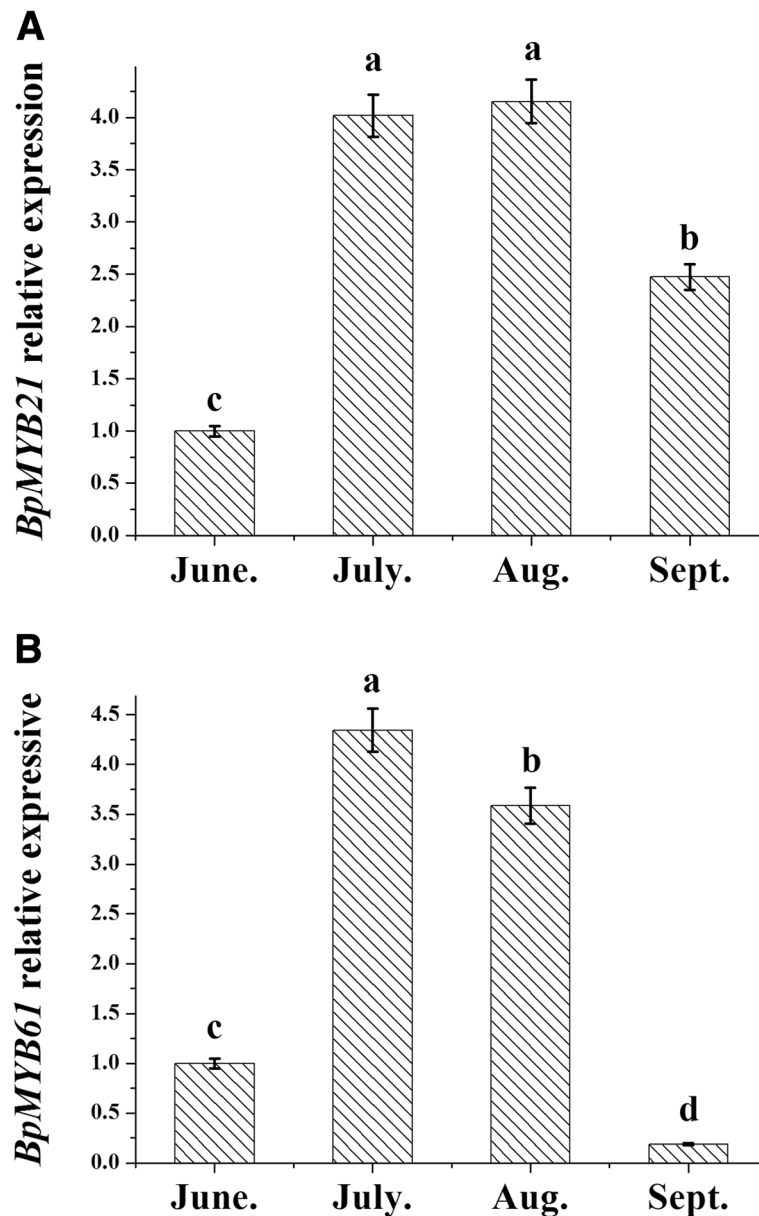 A
BpMYB21 relative expression
4.0
3.5
3.0
2.5
2.0
1.5
1.0
0.5
0.0
c
a
a
b
June. July. Aug. Sept.
B
BpMYB61 relative expressive
4.5
4.0
3.5
3.0
2.5
2.0
1.5
1.0
0.5
0.0
c
a
b
d
June. July. Aug. Sept.